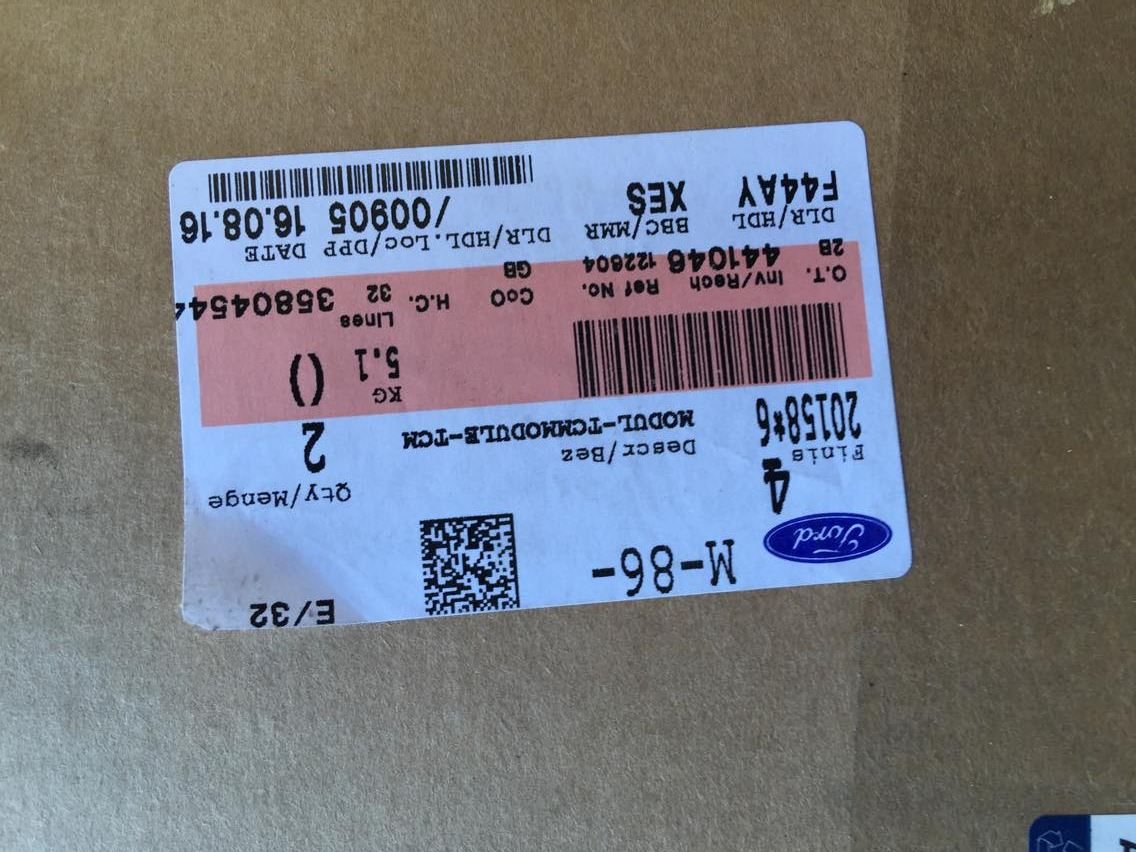 Ford M-86- E/32
4
Finis Descr/Bez Qty/Menge
20158*6 MODUL-TCMMODULE-TCM 2
KG
5.1 ()
Lines
O.T. Inv/Rech Ref No. CoO H.C. 32 3580454
2B 441046 122604 GB
DLR/HDL BBC/MMR DLR/HDL.Loc/DPP DATE
F44AY XES /00905 16.08.16